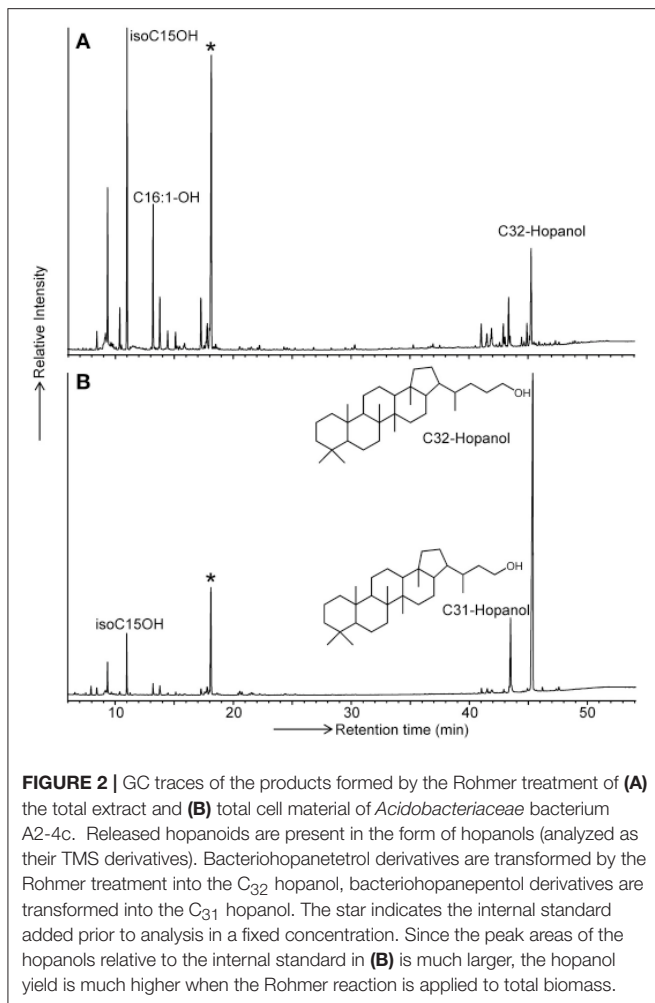 A
isoC15OH
*
C16:1-OH
C32-Hopanol
Relative Intensity
B
OH
C32-Hopanol
*
OH
isoC15OH
C31-Hopanol
10 20 30 40 50
Retention time (min)
FIGURE 2 | GC traces of the products formed by the Rohmer treatment of (A)
the total extract and (B) total cell material of Acidobacteriaceae bacterium
A2-4c. Released hopanoids are present in the form of hopanols (analyzed as
their TMS derivatives). Bacteriohopanetetrol derivatives are transformed by the
Rohmer treatment into the C32 hopanol, bacteriohopanepentol derivatives are
transformed into the C31 hopanol. The star indicates the internal standard
added prior to analysis in a fixed concentration. Since the peak areas of the
hopanols relative to the internal standard in (B) is much larger, the hopanol
yield is much higher when the Rohmer reaction is applied to total biomass.